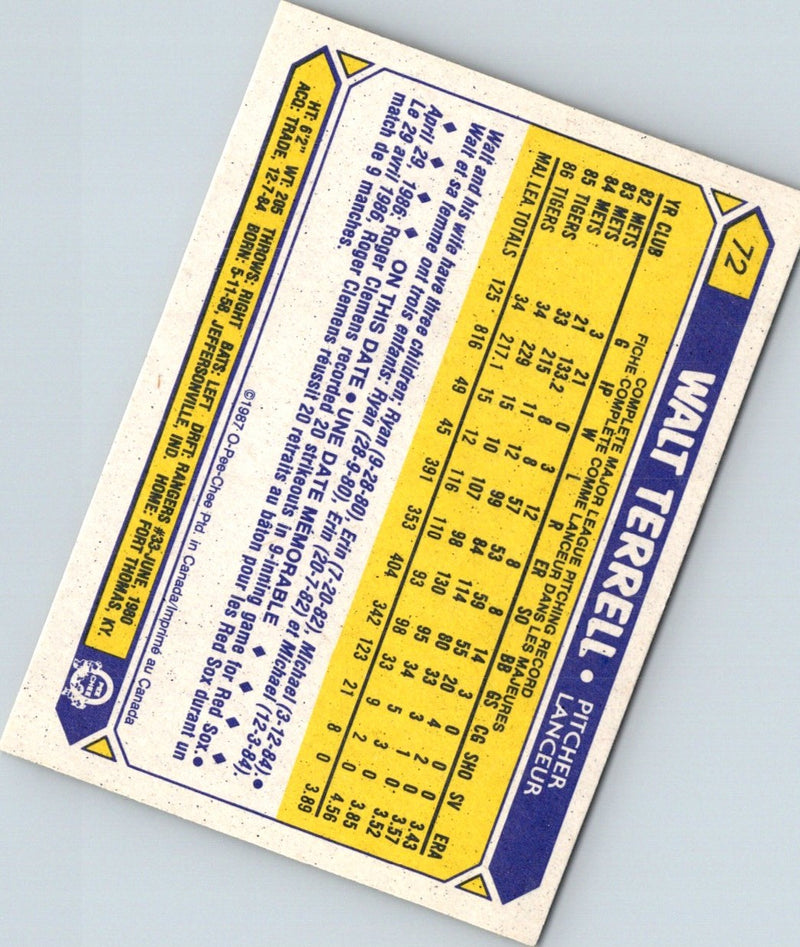 72 WALT TERRELL • PITCHER
LANCEUR
COMPLETE MAJOR LEAGUE PITCHING RECORD
FICHE COMPLÈTE COMME LANCEUR DANS LES MAJEURES
YR CLUB G IP W L R ER SO BB GS CG SHO SV ERA
82 METS 3 21 0 3 12 8 8 14 3 0 0 0 3.43
83 METS 21 133.2 8 8 57 53 59 55 20 4 2 0 3.57
84 METS 33 215 11 12 99 84 114 80 33 3 1 0 3.52
85 TIGERS 34 229 15 10 107 98 130 95 34 5 3 0 3.85
86 TIGERS 34 217.1 15 12 116 110 93 98 33 9 2 0 4.56
MAJ. LEA. TOTALS 125 816 49 45 391 353 404 342 123 21 8 0 3.89
Walt and his wife have three children, Ryan (9-28-80), Erin (7-20-82), Michael (3-12-84). •
Walt et sa femme ont trois enfants: Ryan (28-9-80), Erin (20-7-82) et Michael (12-3-84).
◆ ◆ ◆ ◆ ON THIS DATE • UNE DATE MEMORABLE ◆ ◆ ◆ ◆
April 29, 1986: Roger Clemens recorded 20 strikeouts in 9-inning game for Red Sox. •
Le 29 avril 1986, Roger Clemens réussit 20 retraits au bâton pour les Red Sox durant un
match de 9 manches.
©1987 O-Pee-Chee Ptd. in Canada/Imprimé au Canada
HT: 6'2" WT: 205 THROWS: RIGHT BATS: LEFT DRFT: RANGERS #33-JUNE, 1980
ACQ: TRADE, 12-7-84 BORN: 5-11-58, JEFFERSONVILLE, IND. HOME: FORT THOMAS, KY.
O
PEE
CHEE